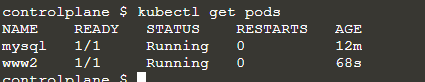 controlplane $ kubectl get pods
NAME READY STATUS RESTARTS AGE
mysql 1/1 Running 0 12m
www2 1/1 Running 0 68s
controlplane $